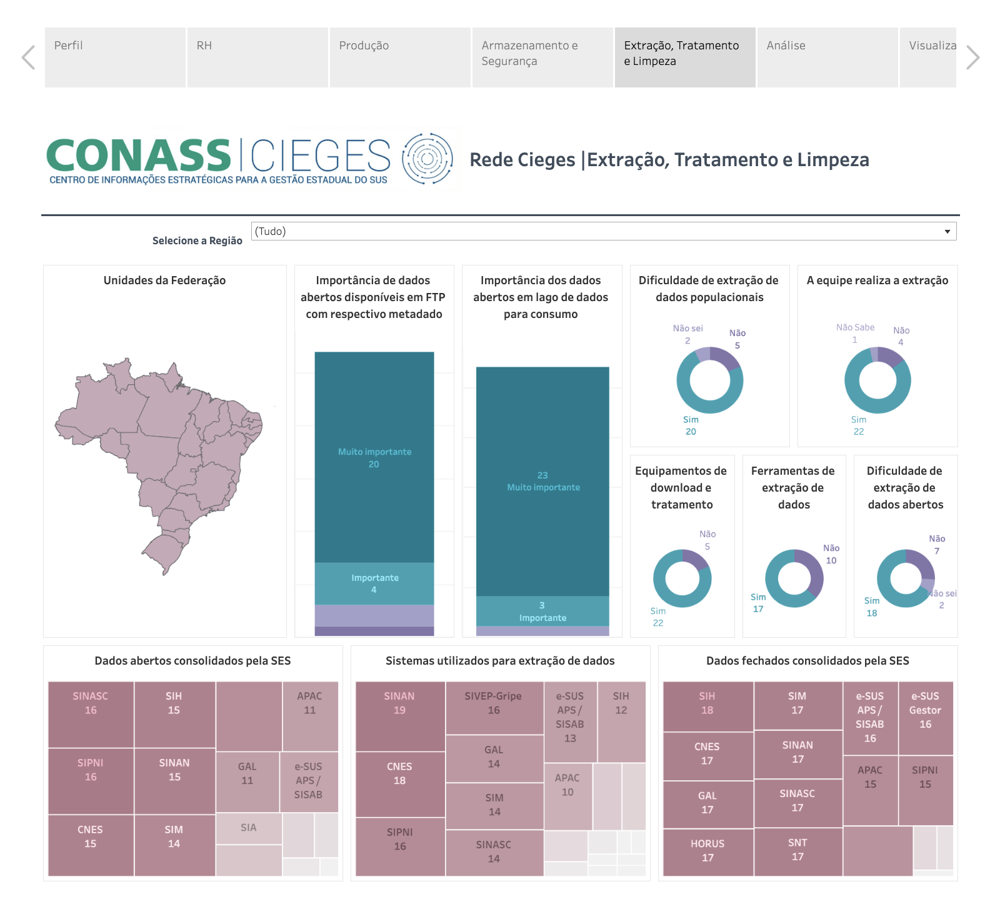 Perfil
RH
Produção
Armazenamento e
Segurança
Extração, Tratamento
e Limpeza
Análise
Visualiza
CONASS|CIEGES
CENTRO DE INFORMAÇÕES ESTRATÉGICAS PARA A GESTÃO ESTADUAL DO SUS
Rede Cieges |Extração, Tratamento e Limpeza
Selecione a Região
(Tudo)
Unidades da Federação
Importância de dados
abertos disponíveis em FTP
com respectivo metadado
Muito importante
20
Importante
4
Importância dos dados
abertos em lago de dados
para consumo
23
Muito importante
3
Importante
Dificuldade de extração de
dados populacionais
Não sei
2
Não
5
Sim
20
A equipe realiza a extração
Não Sabe
1
Não
4
Sim
22
Equipamentos de
download e
tratamento
Não
5
Sim
22
Ferramentas de
extração de
dados
Não
10
Sim
17
Dificuldade de
extração de
dados abertos
Não
7
Não sei
2
Sim
18
Dados abertos consolidados pela SES
SINASC
16
SIH
15
APAC
11
SIPNI
16
SINAN
15
GAL
11
e-SUS
APS /
SISAB
CNES
15
SIM
14
SIA
Sistemas utilizados para extração de dados
SINAN
19
SIVEP-Gripe
16
e-SUS
APS /
SISAB
13
SIH
12
CNES
18
GAL
14
APAC
10
SIM
14
SIPNI
16
SINASC
14
Dados fechados consolidados pela SES
SIH
18
SIM
17
e-SUS
APS /
SISAB
16
e-SUS
Gestor
16
CNES
17
SINAN
17
APAC
15
SIPNI
15
GAL
17
SINASC
17
HORUS
17
SNT
17